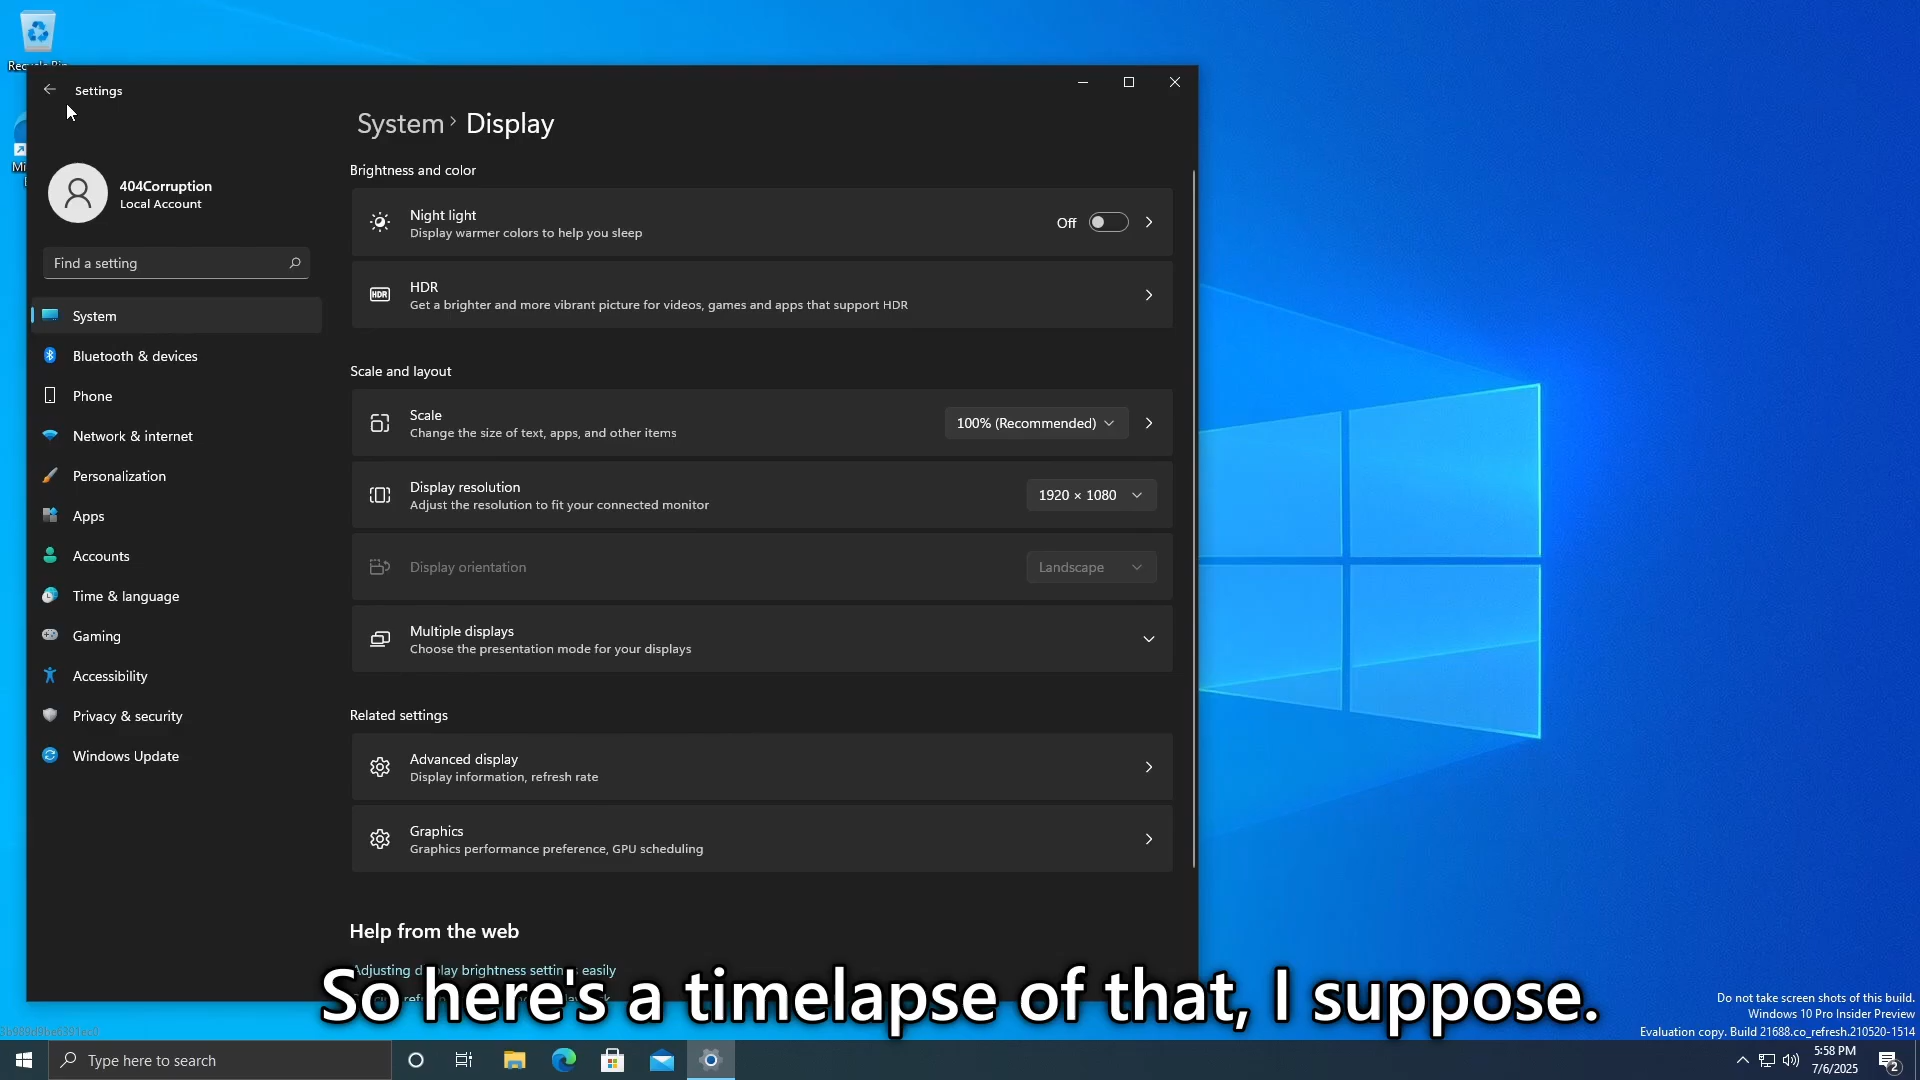 Settings
System › Display
404Corruption
Local Account
Find a setting
System
Bluetooth & devices
Phone
Network & internet
Personalization
Apps
Accounts
Time & language
Gaming
Accessibility
Privacy & security
Windows Update
Brightness and color
Night light
Display warmer colors to help you sleep
Off
HDR
HDR
Get a brighter and more vibrant picture for videos, games and apps that support HDR
Scale and layout
Scale
Change the size of text, apps, and other items
100% (Recommended)
Display resolution
Adjust the resolution to fit your connected monitor
1920 × 1080
Display orientation
Landscape
Multiple displays
Choose the presentation mode for your displays
Related settings
Advanced display
Display information, refresh rate
Graphics
Graphics performance preference, GPU scheduling
Help from the web
Adjusting display brightness settings easily
So here's a timelapse of that, I suppose.
Do not take screen shots of this build.
Windows 10 Pro Insider Preview
Evaluation copy. Build 21688.co_refresh.210520-1514
Type here to search
5:58 PM
7/6/2025
2